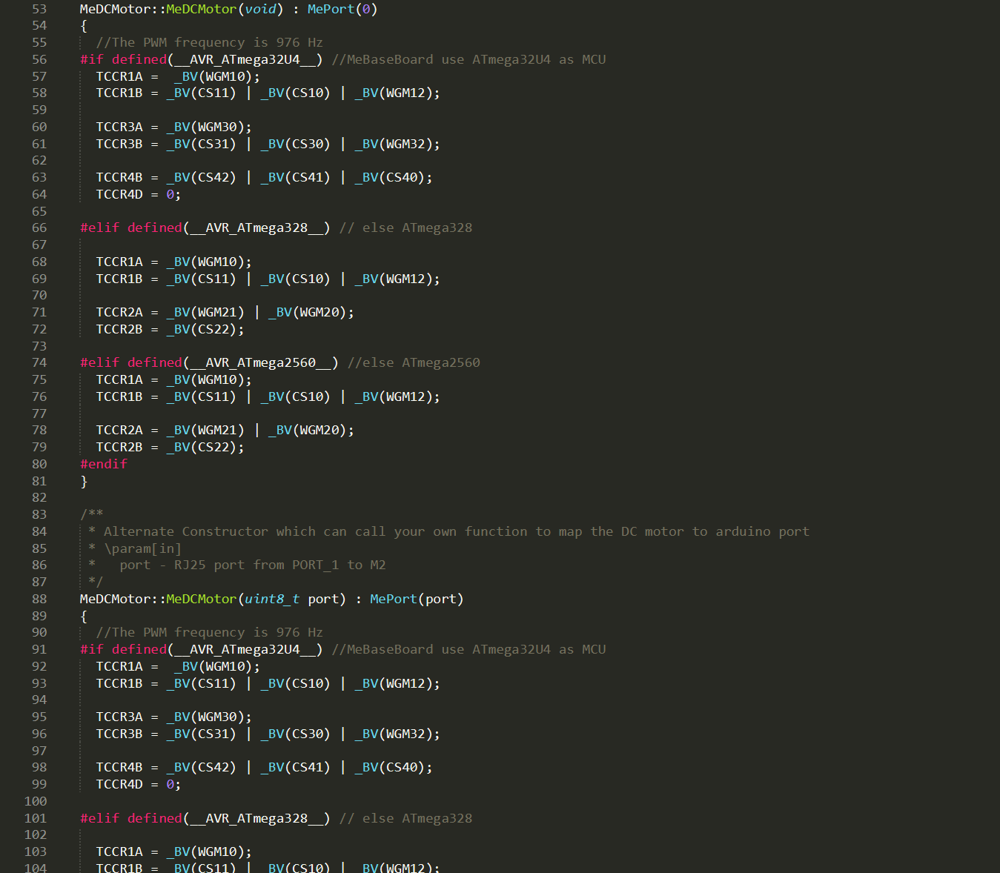 53 MeDCMotor::MeDCMotor(void) : MePort(0)
54 {
55   //The PWM frequency is 976 Hz
56 #if defined(__AVR_ATmega32U4__) //MeBaseBoard use ATmega32U4 as MCU
57   TCCR1A =  _BV(WGM10);
58   TCCR1B = _BV(CS11) | _BV(CS10) | _BV(WGM12);
59
60   TCCR3A = _BV(WGM30);
61   TCCR3B = _BV(CS31) | _BV(CS30) | _BV(WGM32);
62
63   TCCR4B = _BV(CS42) | _BV(CS41) | _BV(CS40);
64   TCCR4D = 0;
65
66 #elif defined(__AVR_ATmega328__) // else ATmega328
67
68   TCCR1A = _BV(WGM10);
69   TCCR1B = _BV(CS11) | _BV(CS10) | _BV(WGM12);
70
71   TCCR2A = _BV(WGM21) | _BV(WGM20);
72   TCCR2B = _BV(CS22);
73
74 #elif defined(__AVR_ATmega2560__) //else ATmega2560
75   TCCR1A = _BV(WGM10);
76   TCCR1B = _BV(CS11) | _BV(CS10) | _BV(WGM12);
77
78   TCCR2A = _BV(WGM21) | _BV(WGM20);
79   TCCR2B = _BV(CS22);
80 #endif
81 }
82
83 /**
84  * Alternate Constructor which can call your own function to map the DC motor to arduino port
85  * \param[in]
86  *   port - RJ25 port from PORT_1 to M2
87  */
88 MeDCMotor::MeDCMotor(uint8_t port) : MePort(port)
89 {
90   //The PWM frequency is 976 Hz
91 #if defined(__AVR_ATmega32U4__) //MeBaseBoard use ATmega32U4 as MCU
92   TCCR1A =  _BV(WGM10);
93   TCCR1B = _BV(CS11) | _BV(CS10) | _BV(WGM12);
94
95   TCCR3A = _BV(WGM30);
96   TCCR3B = _BV(CS31) | _BV(CS30) | _BV(WGM32);
97
98   TCCR4B = _BV(CS42) | _BV(CS41) | _BV(CS40);
99   TCCR4D = 0;
100
101 #elif defined(__AVR_ATmega328__) // else ATmega328
102
103   TCCR1A = _BV(WGM10);
104   TCCR1B = _BV(CS11) | _BV(CS10) | _BV(WGM12);